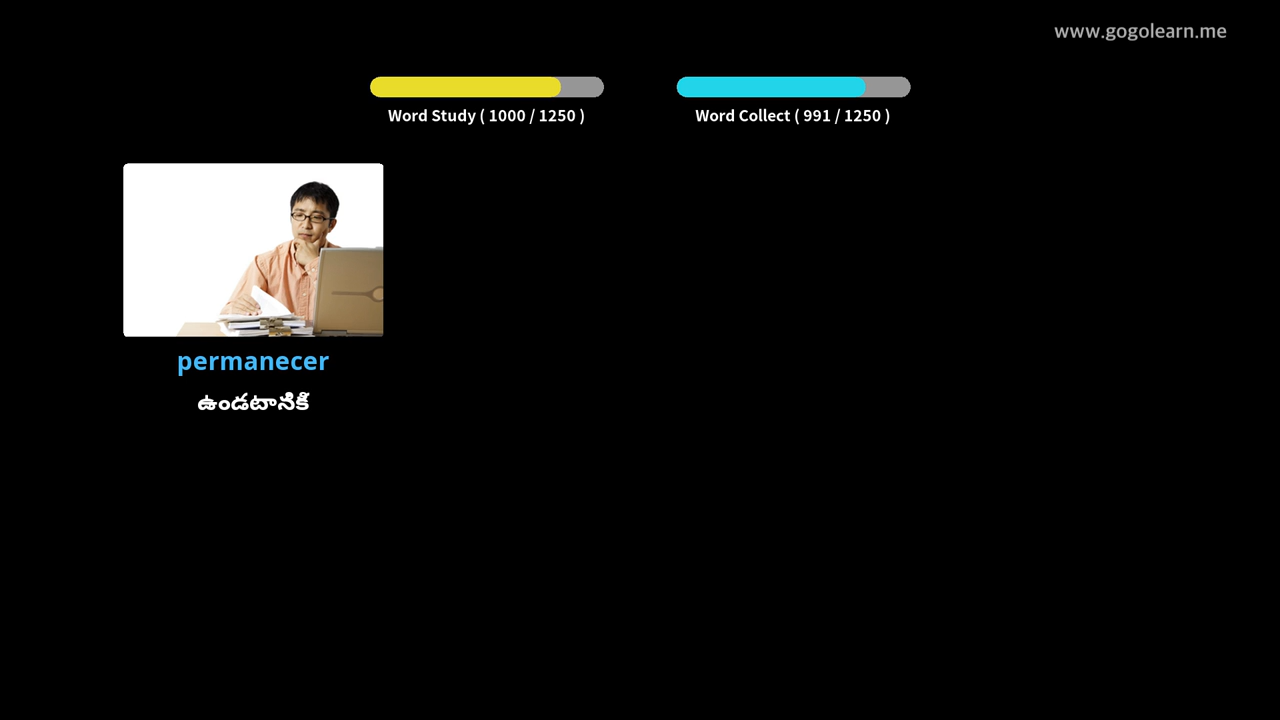 www.gogolearn.me
Word Study ( 1000 / 1250 )
Word Collect ( 991 / 1250 )
permanecer
ఉండటానికి